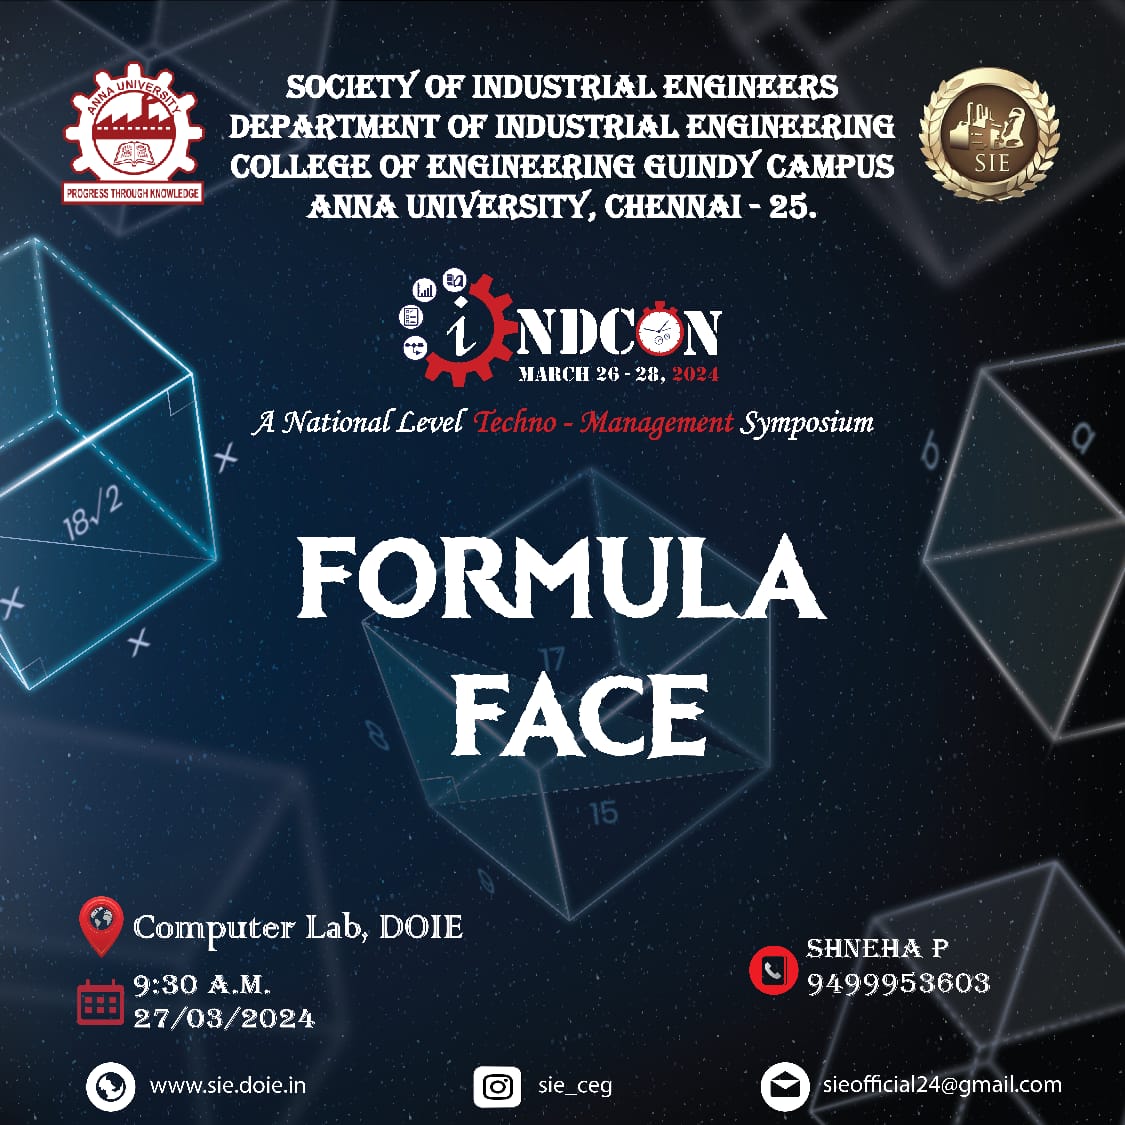 SOCIETY OF INDUSTRIAL ENGINEERS
DEPARTMENT OF INDUSTRIAL ENGINEERING
COLLEGE OF ENGINEERING GUINDY CAMPUS
ANNA UNIVERSITY, CHENNAI - 25.
ANNA UNIVERSITY
PROGRESS THROUGH KNOWLEDGE
SIE
iNDCON
MARCH 26 - 28, 2024
A National Level Techno - Management Symposium
x
b
a
18√2
FORMULA
x
x
17
FACE
8
15
Computer Lab, DOIE
9:30 A.M.
27/03/2024
SHNEHA P
9499953603
www.sie.doie.in
sie_ceg
sieofficial24@gmail.com